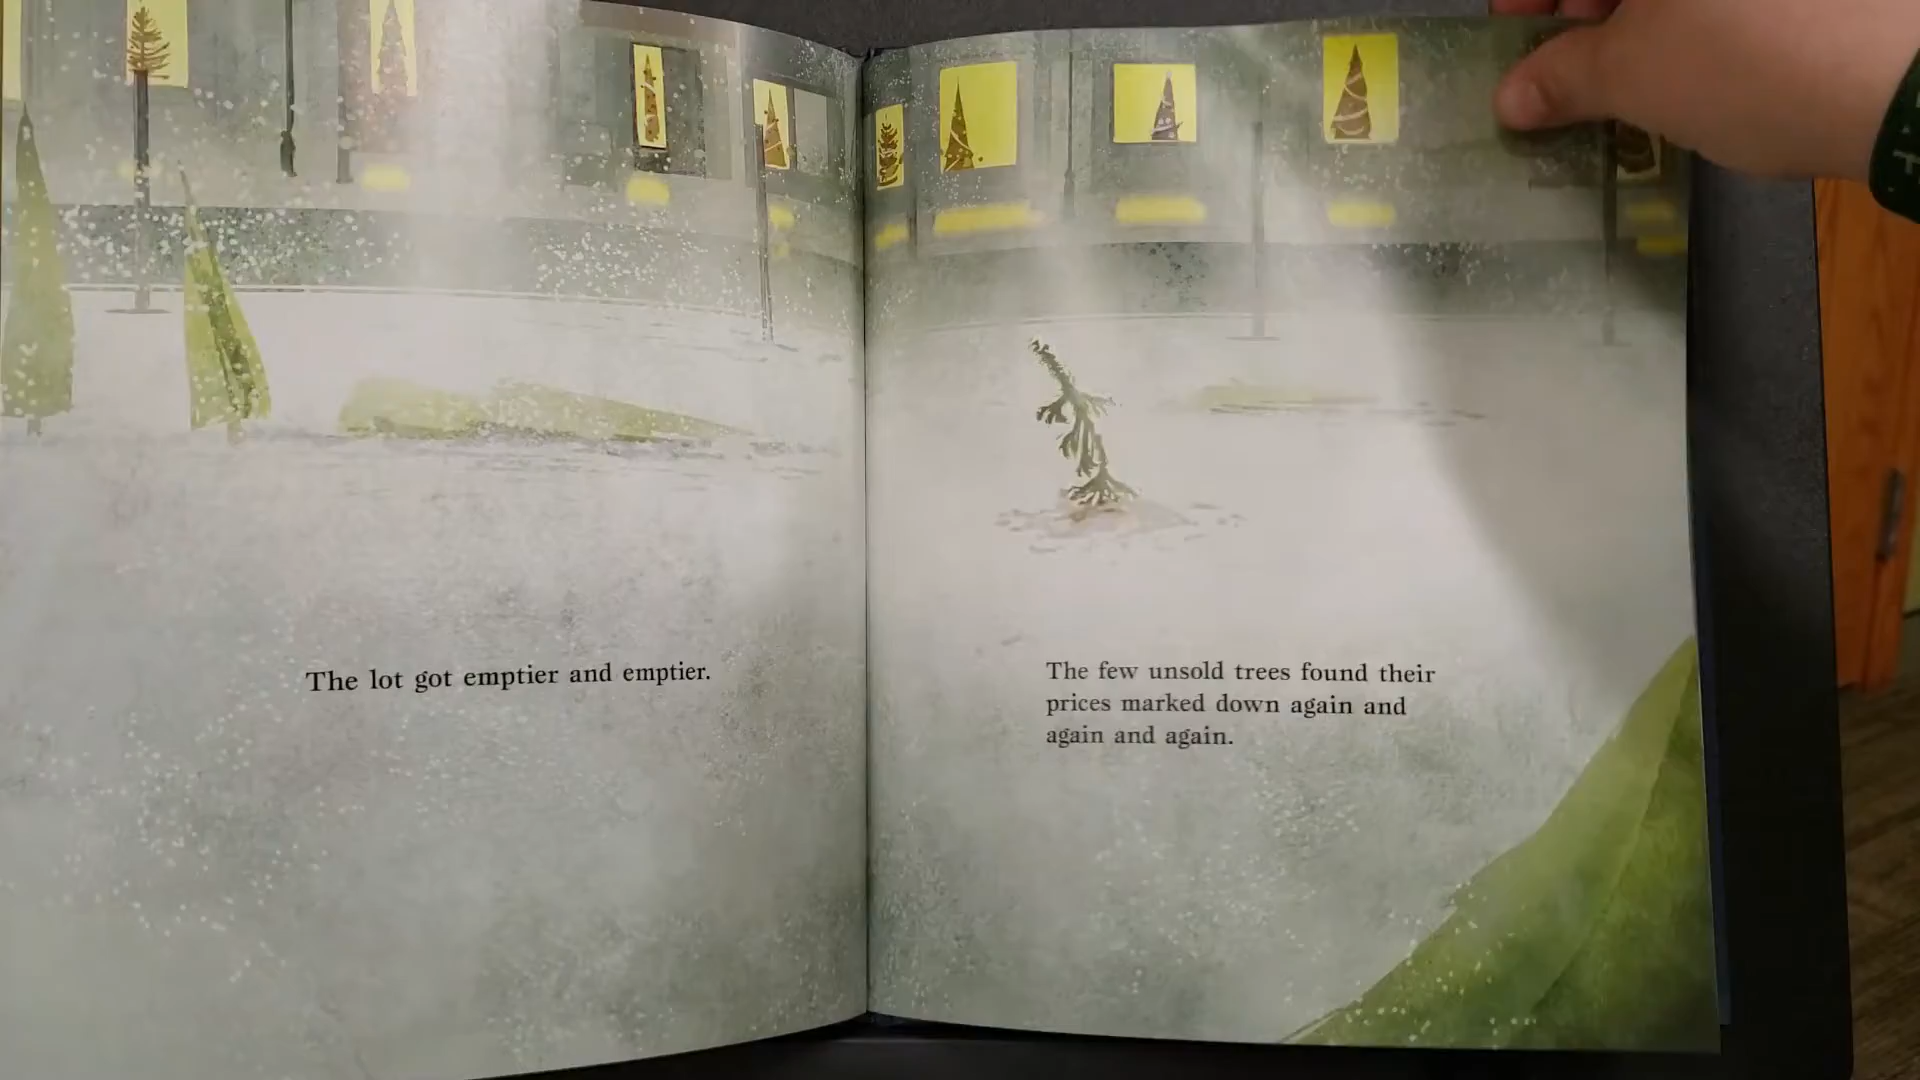 The lot got emptier and emptier.
The few unsold trees found their
prices marked down again and
again and again.